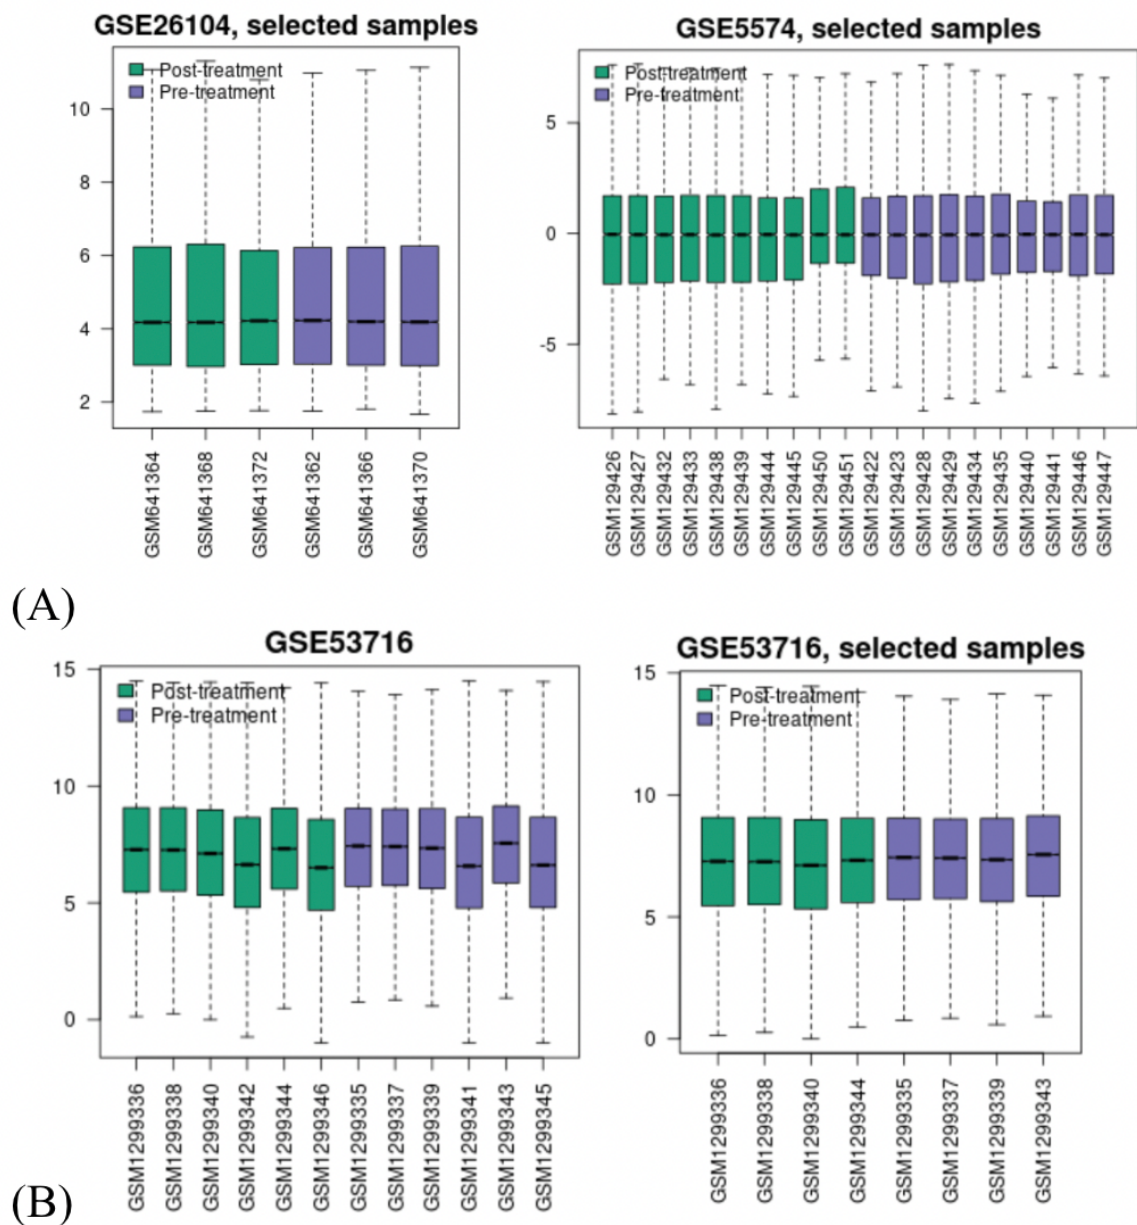 GSE26104, selected samples
Post-treatment
Pre-treatment
10
8
6
4
2
GSM641364
GSM641368
GSM641372
GSM641362
GSM641366
GSM641370
GSE5574, selected samples
Post-treatment
Pre-treatment
5
0
-5
GSM129426
GSM129427
GSM129432
GSM129433
GSM129438
GSM129439
GSM129444
GSM129445
GSM129450
GSM129451
GSM129422
GSM129423
GSM129428
GSM129429
GSM129434
GSM129435
GSM129440
GSM129441
GSM129446
GSM129447
(A)
GSE53716
Post-treatment
Pre-treatment
15
10
5
0
GSM1299336
GSM1299338
GSM1299340
GSM1299342
GSM1299344
GSM1299346
GSM1299335
GSM1299337
GSM1299339
GSM1299341
GSM1299343
GSM1299345
GSE53716, selected samples
Post-treatment
Pre-treatment
15
10
5
0
GSM1299336
GSM1299338
GSM1299340
GSM1299344
GSM1299335
GSM1299337
GSM1299339
GSM1299343
(B)